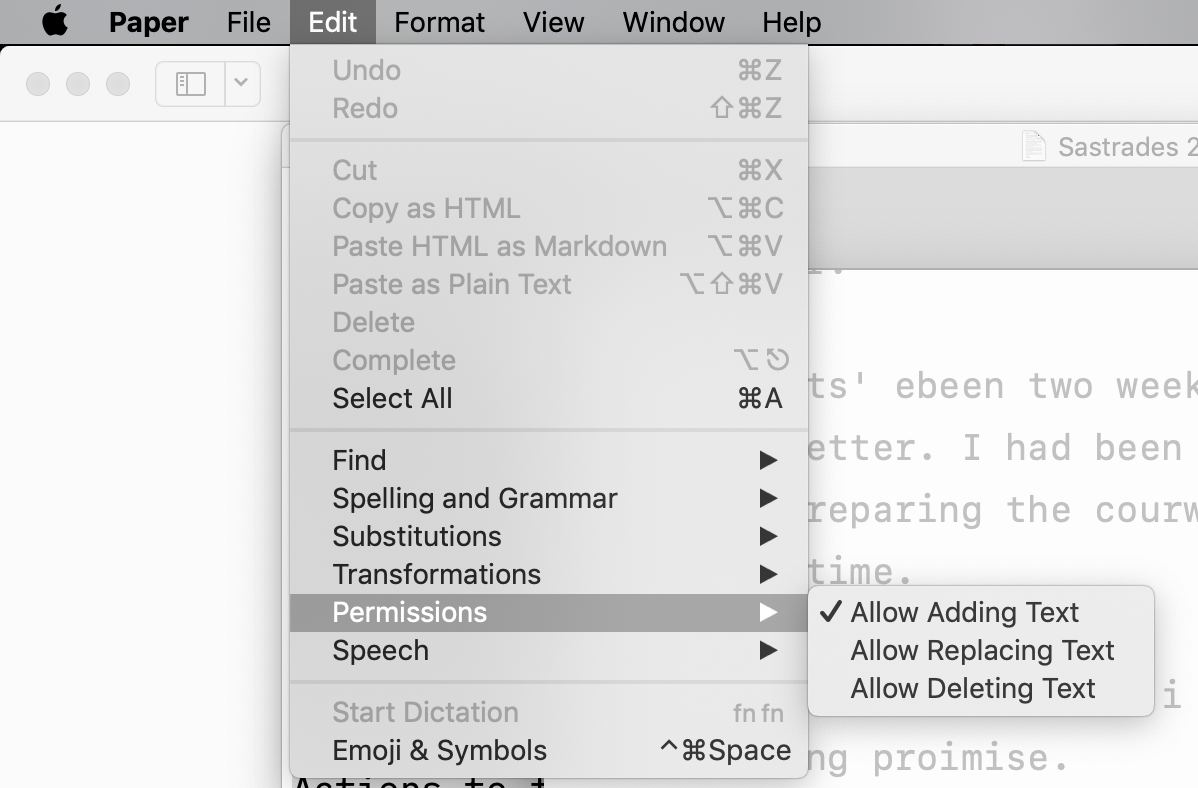 Paper File Edit Format View Window Help
Undo ⌘Z
Redo ⇧⌘Z
Sastrades 2
Cut ⌘X
Copy as HTML ⌥⌘C
Paste HTML as Markdown ⌥⌘V
Paste as Plain Text ⌥⇧⌘V
Delete
Complete ⌥⎋
Select All ⌘A
ts' ebeen two week
Find ▶
etter. I had been
Spelling and Grammar ▶
reparing the courw
Substitutions ▶
Transformations ▶
time.
Permissions ▶
✓ Allow Adding Text
Speech ▶
Allow Replacing Text
Allow Deleting Text
i
Start Dictation fn fn
Emoji & Symbols ^⌘Space
ng proimise.
Actions to